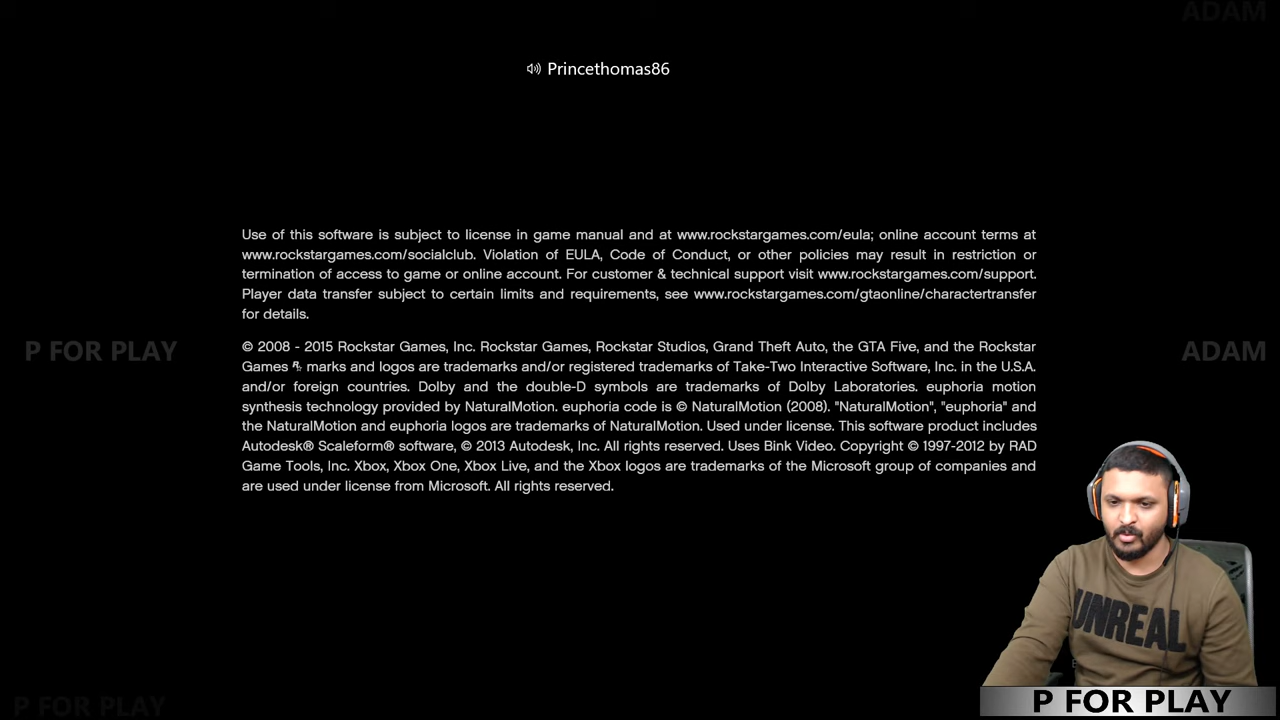 ADAM
Princethomas86
Use of this software is subject to license in game manual and at www.rockstargames.com/eula; online account terms at
www.rockstargames.com/socialclub. Violation of EULA, Code of Conduct, or other policies may result in restriction or
termination of access to game or online account. For customer & technical support visit www.rockstargames.com/support.
Player data transfer subject to certain limits and requirements, see www.rockstargames.com/gtaonline/charactertransfer
for details.
© 2008 - 2015 Rockstar Games, Inc. Rockstar Games, Rockstar Studios, Grand Theft Auto, the GTA Five, and the Rockstar
Games R* marks and logos are trademarks and/or registered trademarks of Take-Two Interactive Software, Inc. in the U.S.A.
and/or foreign countries. Dolby and the double-D symbols are trademarks of Dolby Laboratories. euphoria motion
synthesis technology provided by NaturalMotion. euphoria code is © NaturalMotion (2008). "NaturalMotion", "euphoria" and
the NaturalMotion and euphoria logos are trademarks of NaturalMotion. Used under license. This software product includes
Autodesk® Scaleform® software, © 2013 Autodesk, Inc. All rights reserved. Uses Bink Video. Copyright © 1997-2012 by RAD
Game Tools, Inc. Xbox, Xbox One, Xbox Live, and the Xbox logos are trademarks of the Microsoft group of companies and
are used under license from Microsoft. All rights reserved.
P FOR PLAY
ADAM
UNREAL
P FOR PLAY
P FOR PLAY